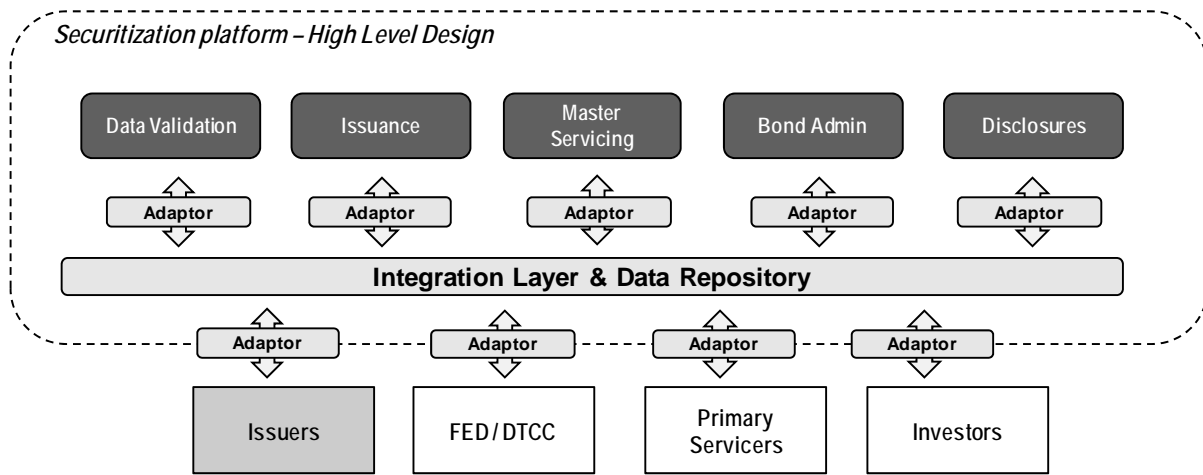 Securitization platform – High Level Design
Data Validation
Issuance
Master
Servicing
Bond Admin
Disclosures
Adaptor
Adaptor
Adaptor
Adaptor
Adaptor
Integration Layer & Data Repository
Adaptor
Adaptor
Adaptor
Adaptor
Issuers
FED / DTCC
Primary
Servicers
Investors